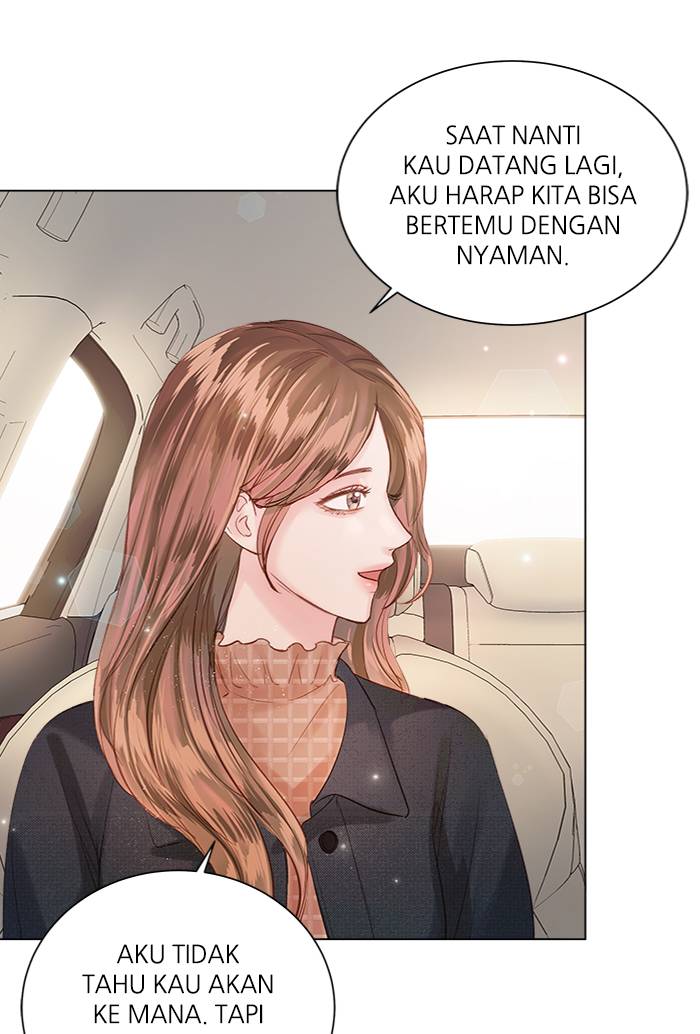 SAAT NANTI
KAU DATANG LAGI,
AKU HARAP KITA BISA
BERTEMU DENGAN
NYAMAN.
AKU TIDAK
TAHU KAU AKAN
KE MANA. TAPI